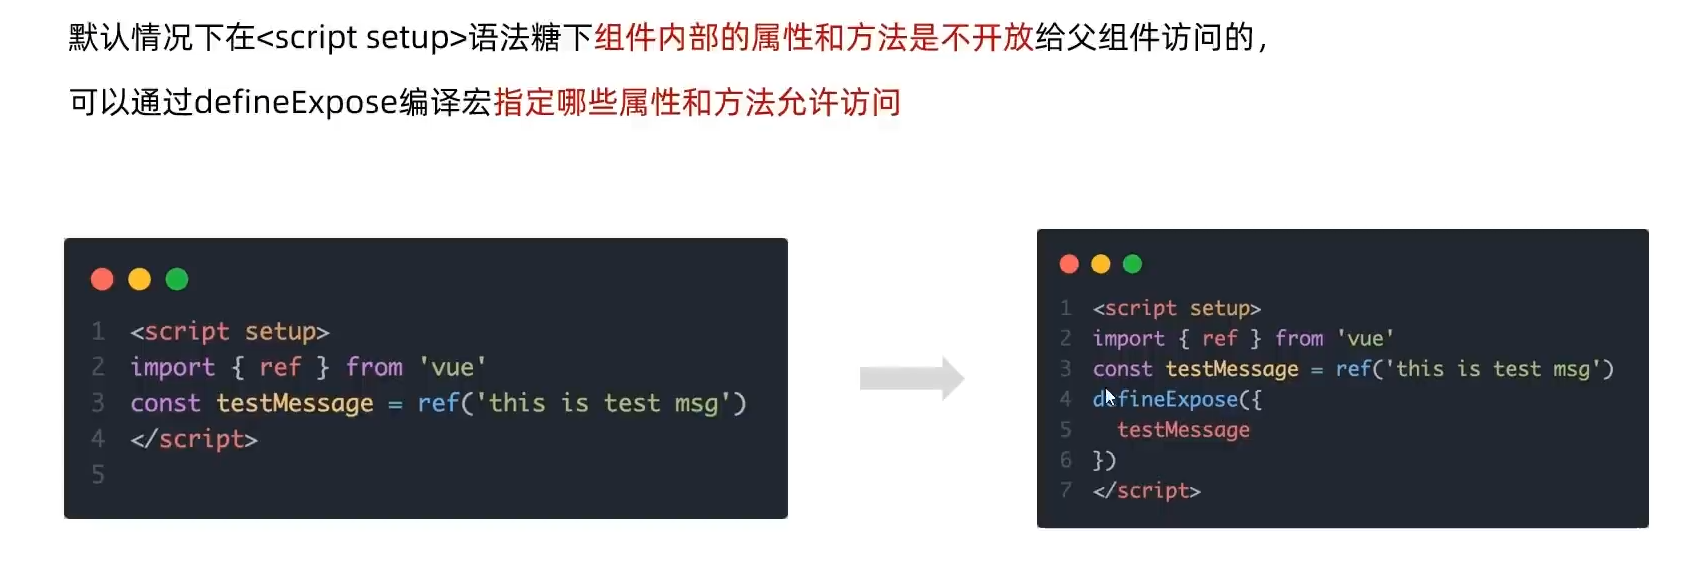 默认情况下在<script setup>语法糖下组件内部的属性和方法是不开放给父组件访问的，
可以通过defineExpose编译宏指定哪些属性和方法允许访问
1 <script setup>
2 import { ref } from 'vue'
3 const testMessage = ref('this is test msg')
4 </script>
5
1 <script setup>
2 import { ref } from 'vue'
3 const testMessage = ref('this is test msg')
4 defineExpose({
5   testMessage
6 })
7 </script>